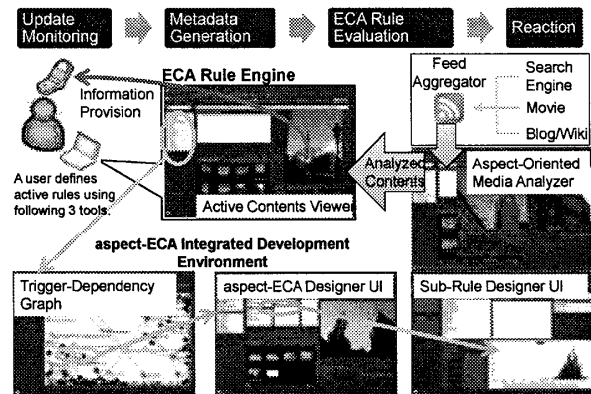 Update
Monitoring
Metadata
Generation
ECA Rule
Evaluation
Reaction
ECA Rule Engine
Information
Provision
Feed
Aggregator
Search
Engine
Movie
Blog/Wiki
A user defines
active rules using
following 3 tools.
Analyzed
Contents
Aspect-Oriented
Media Analyzer
Active Contents Viewer
aspect-ECA Integrated Development
Environment
Trigger-Dependency
Graph
aspect-ECA Designer UI
Sub-Rule Designer UI